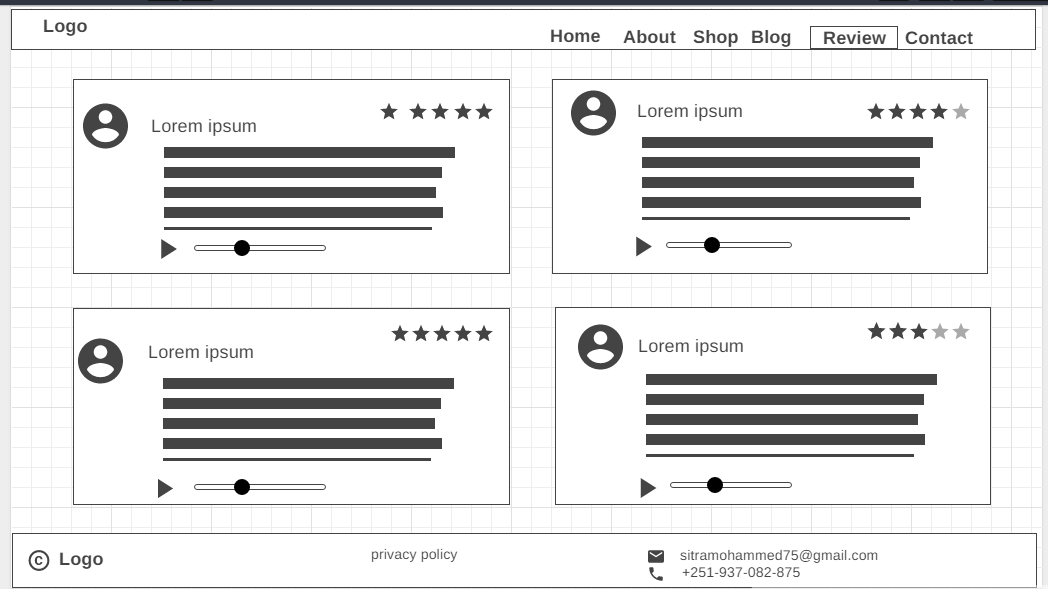 Logo
Home About Shop Blog Review Contact
Lorem ipsum
Lorem ipsum
Lorem ipsum
Lorem ipsum
© Logo
privacy policy
sitramohammed75@gmail.com
+251-937-082-875